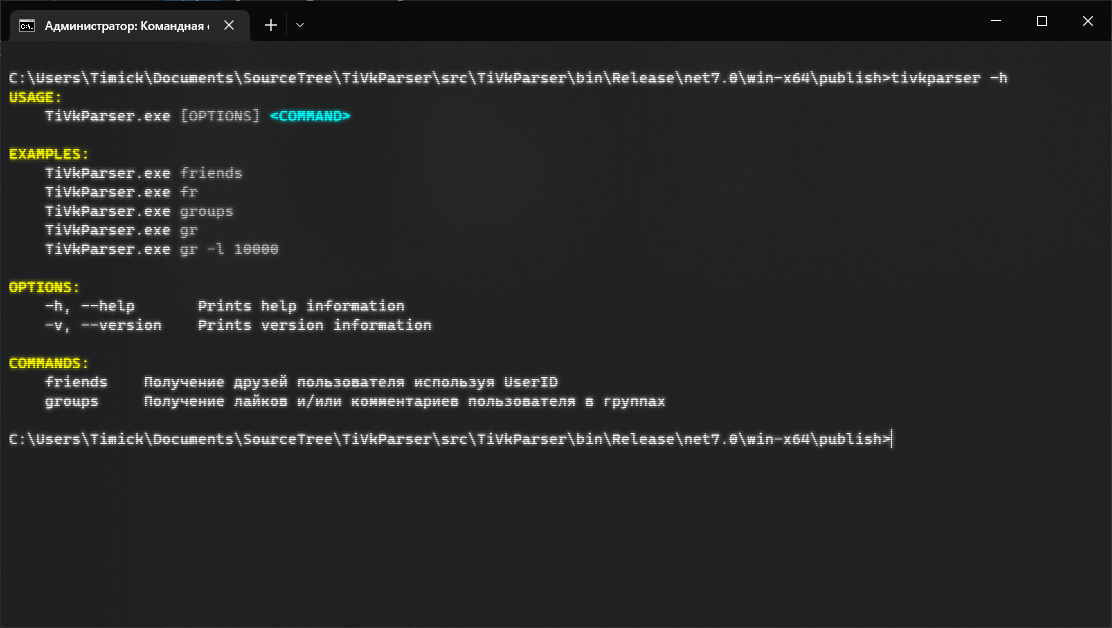 Администратор: Командная
C:\Users\Timick\Documents\SourceTree\TiVkParser\src\TiVkParser\bin\Release\net7.0\win-x64\publish>tivkparser -h
USAGE:
    TiVkParser.exe [OPTIONS] <COMMAND>
EXAMPLES:
    TiVkParser.exe friends
    TiVkParser.exe fr
    TiVkParser.exe groups
    TiVkParser.exe gr
    TiVkParser.exe gr -l 10000
OPTIONS:
    -h, --help       Prints help information
    -v, --version    Prints version information
COMMANDS:
    friends    Получение друзей пользователя используя UserID
    groups     Получение лайков и/или комментариев пользователя в группах
C:\Users\Timick\Documents\SourceTree\TiVkParser\src\TiVkParser\bin\Release\net7.0\win-x64\publish>